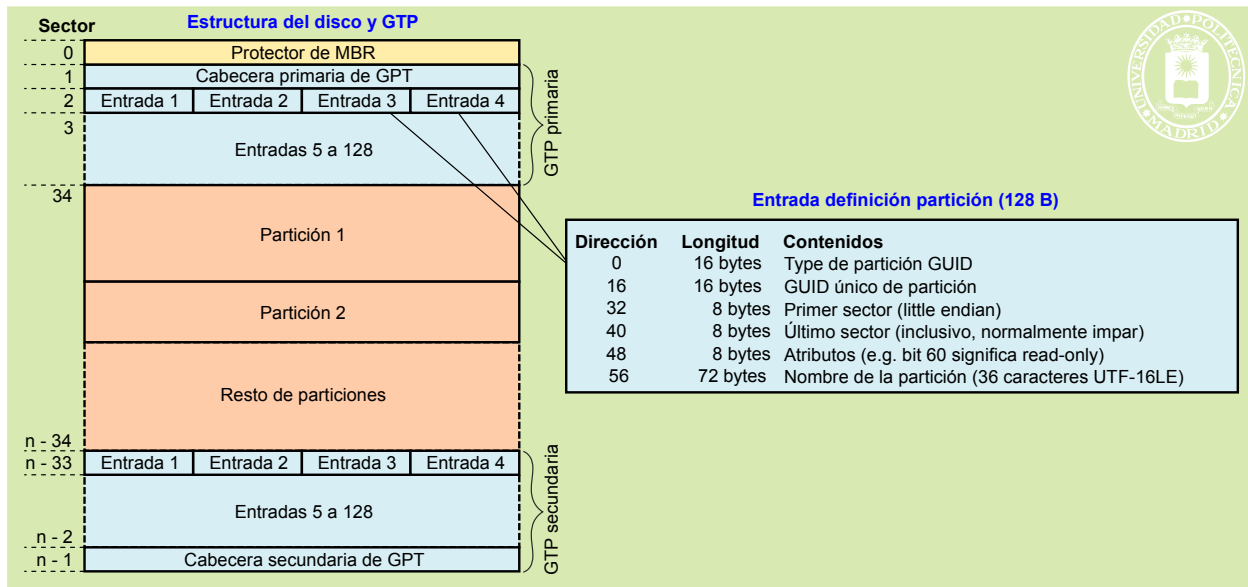 Sector
Estructura del disco y GTP
0
Protector de MBR
1
Cabecera primaria de GPT
2
Entrada 1
Entrada 2
Entrada 3
Entrada 4
3
Entradas 5 a 128
GTP primaria
34
Partición 1
Partición 2
Resto de particiones
n - 34
n - 33
Entrada 1
Entrada 2
Entrada 3
Entrada 4
Entradas 5 a 128
n - 2
n - 1
Cabecera secundaria de GPT
GTP secundaria
Entrada definición partición (128 B)
Dirección Longitud Contenidos
0 16 bytes Type de partición GUID
16 16 bytes GUID único de partición
32 8 bytes Primer sector (little endian)
40 8 bytes Último sector (inclusivo, normalmente impar)
48 8 bytes Atributos (e.g. bit 60 significa read-only)
56 72 bytes Nombre de la partición (36 caracteres UTF-16LE)
UNIVERSIDAD POLITECNICA
MADRID